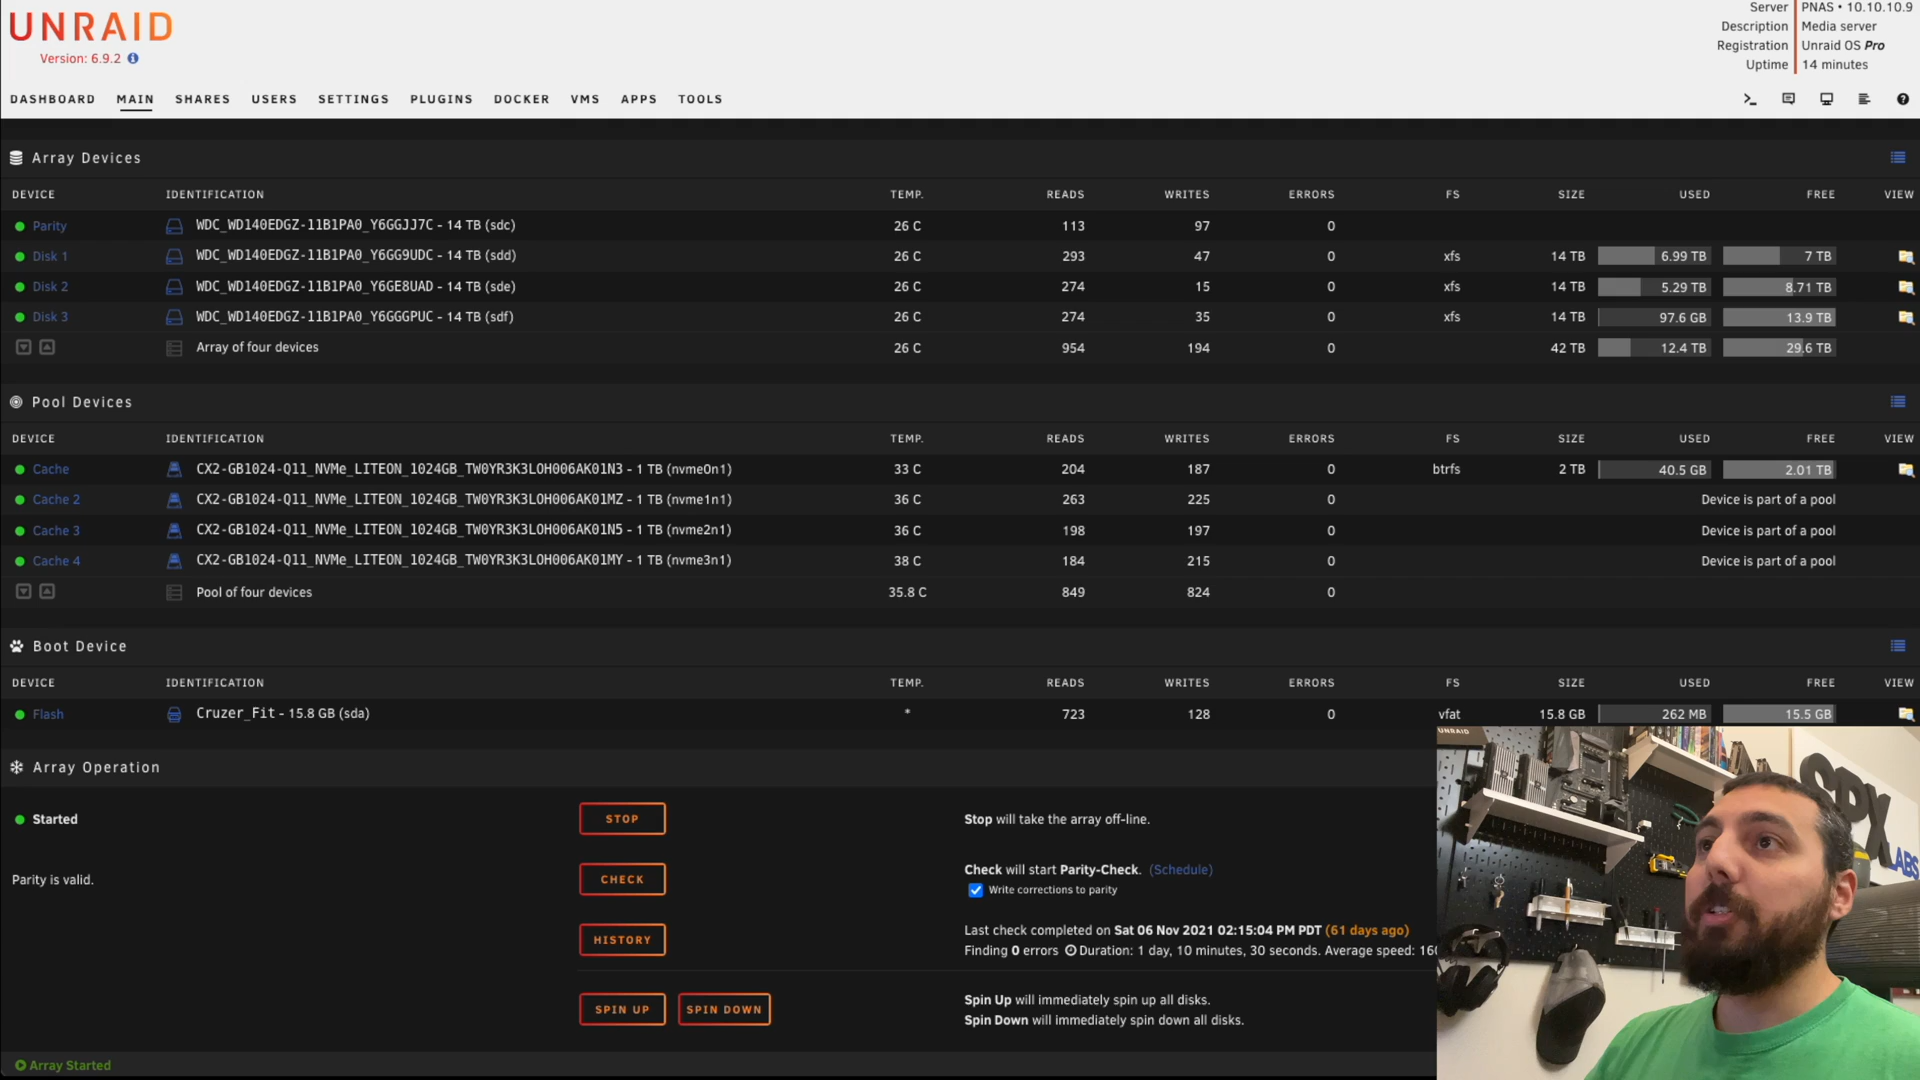 UNRAID
Version: 6.9.2
Server PNAS • 10.10.10.9
Description Media server
Registration Unraid OS Pro
Uptime 14 minutes
DASHBOARD MAIN SHARES USERS SETTINGS PLUGINS DOCKER VMS APPS TOOLS
Array Devices
DEVICE IDENTIFICATION TEMP. READS WRITES ERRORS FS SIZE USED FREE VIEW
Parity WDC_WD140EDGZ-11B1PA0_Y6GGJJ7C - 14 TB (sdc) 26 C 113 97 0
Disk 1 WDC_WD140EDGZ-11B1PA0_Y6GG9UDC - 14 TB (sdd) 26 C 293 47 0 xfs 14 TB 6.99 TB 7 TB
Disk 2 WDC_WD140EDGZ-11B1PA0_Y6GE8UAD - 14 TB (sde) 26 C 274 15 0 xfs 14 TB 5.29 TB 8.71 TB
Disk 3 WDC_WD140EDGZ-11B1PA0_Y6GGGPUC - 14 TB (sdf) 26 C 274 35 0 xfs 14 TB 97.6 GB 13.9 TB
Array of four devices 26 C 954 194 0 42 TB 12.4 TB 29.6 TB
Pool Devices
DEVICE IDENTIFICATION TEMP. READS WRITES ERRORS FS SIZE USED FREE VIEW
Cache CX2-GB1024-Q11_NVMe_LITEON_1024GB_TW0YR3K3LOH006AK01N3 - 1 TB (nvme0n1) 33 C 204 187 0 btrfs 2 TB 40.5 GB 2.01 TB
Cache 2 CX2-GB1024-Q11_NVMe_LITEON_1024GB_TW0YR3K3LOH006AK01MZ - 1 TB (nvme1n1) 36 C 263 225 0 Device is part of a pool
Cache 3 CX2-GB1024-Q11_NVMe_LITEON_1024GB_TW0YR3K3LOH006AK01N5 - 1 TB (nvme2n1) 36 C 198 197 0 Device is part of a pool
Cache 4 CX2-GB1024-Q11_NVMe_LITEON_1024GB_TW0YR3K3LOH006AK01MY - 1 TB (nvme3n1) 38 C 184 215 0 Device is part of a pool
Pool of four devices 35.8 C 849 824 0
Boot Device
DEVICE IDENTIFICATION TEMP. READS WRITES ERRORS FS SIZE USED FREE VIEW
Flash Cruzer_Fit - 15.8 GB (sda) * 723 128 0 vfat 15.8 GB 262 MB 15.5 GB
UNRAID
Array Operation
Started STOP Stop will take the array off-line.
SPX LABS
Parity is valid. CHECK Check will start Parity-Check. (Schedule)
Write corrections to parity
HISTORY Last check completed on Sat 06 Nov 2021 02:15:04 PM PDT (61 days ago)
Finding 0 errors Duration: 1 day, 10 minutes, 30 seconds. Average speed: 16
SPIN UP SPIN DOWN Spin Up will immediately spin up all disks.
Spin Down will immediately spin down all disks.
Array Started